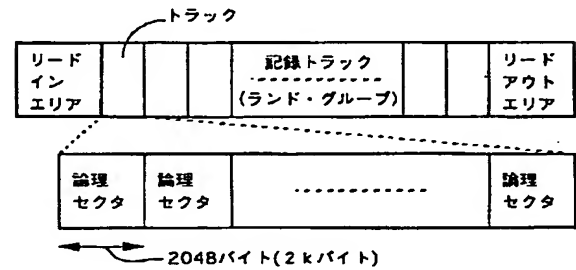 トラック
リード
イン
エリア
記録トラック
(ランド・グルーブ)
リード
アウト
エリア
論理
セクタ
論理
セクタ
論理
セクタ
2048バイト(2kバイト)